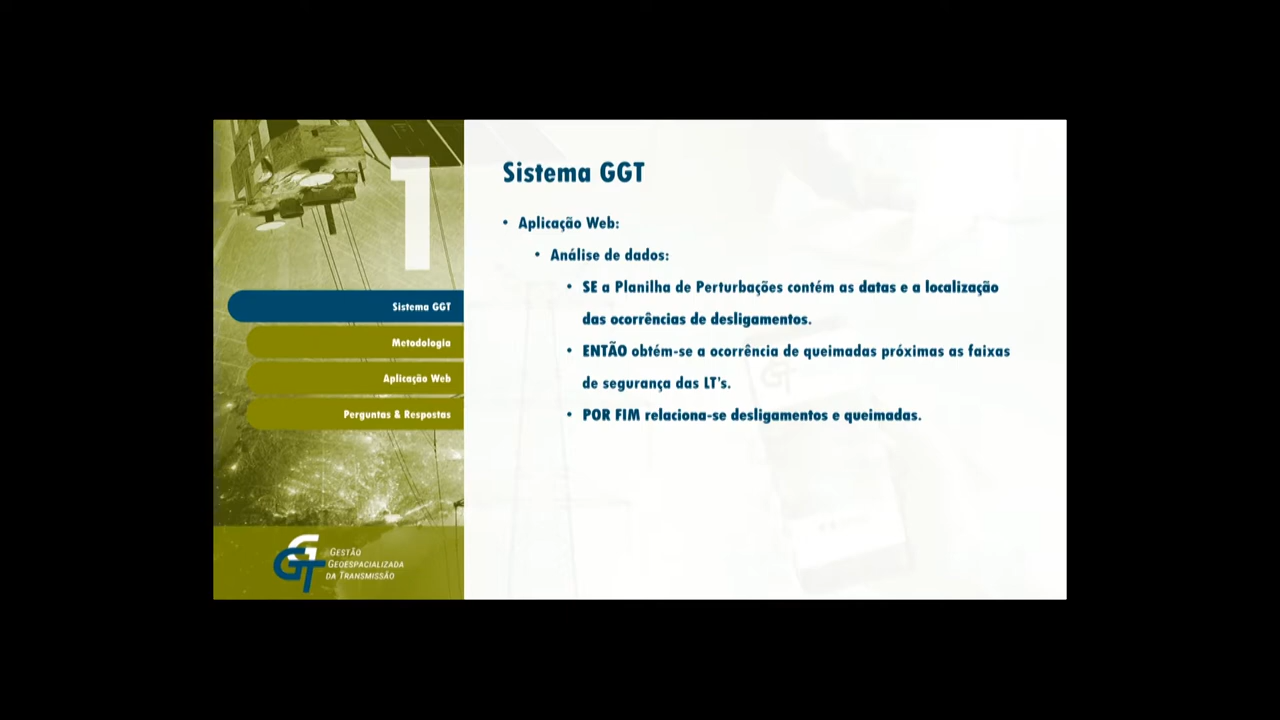 1
Sistema GGT
Metodologia
Aplicação Web
Perguntas & Respostas
GGT
GESTÃO
GEOESPACIALIZADA
DA TRANSMISSÃO
Sistema GGT
• Aplicação Web:
• Análise de dados:
• SE a Planilha de Perturbações contém as datas e a localização
das ocorrências de desligamentos.
• ENTÃO obtém-se a ocorrência de queimadas próximas as faixas
de segurança das LT's.
• POR FIM relaciona-se desligamentos e queimadas.